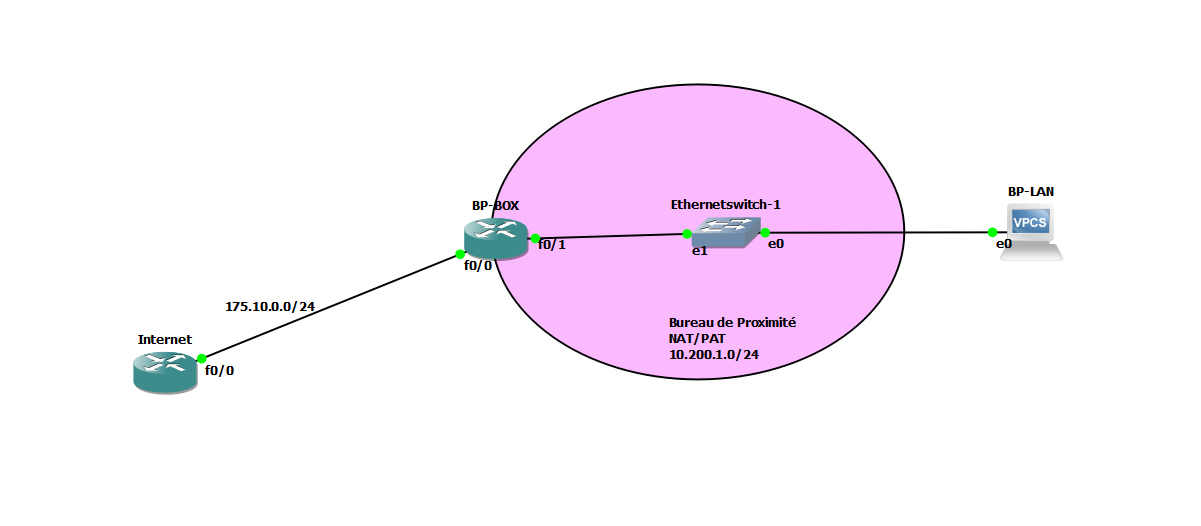 BP-LAN
BP-BOX
Ethernetswitch-1
VPCS
f0/1
e1
e0
e0
f0/0
175.10.0.0/24
Bureau de Proximité
NAT/PAT
10.200.1.0/24
Internet
f0/0